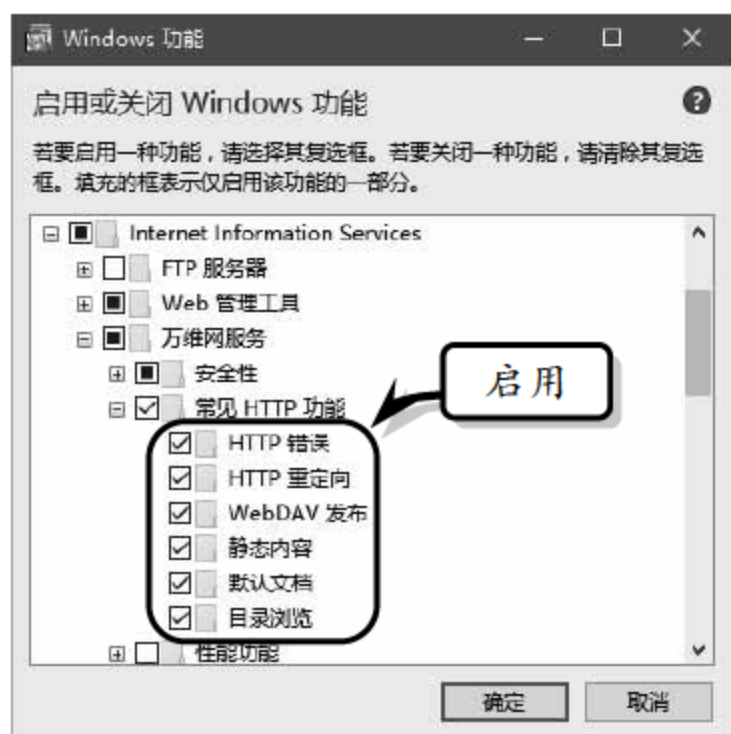 Windows 功能
启用或关闭 Windows 功能
若要启用一种功能，请选择其复选框。若要关闭一种功能，请清除其复选
框。填充的框表示仅启用该功能的一部分。
Internet Information Services
FTP 服务器
Web 管理工具
万维网服务
安全性
常见 HTTP 功能
启用
HTTP 错误
HTTP 重定向
WebDAV 发布
静态内容
默认文档
目录浏览
性能功能
确定
取消